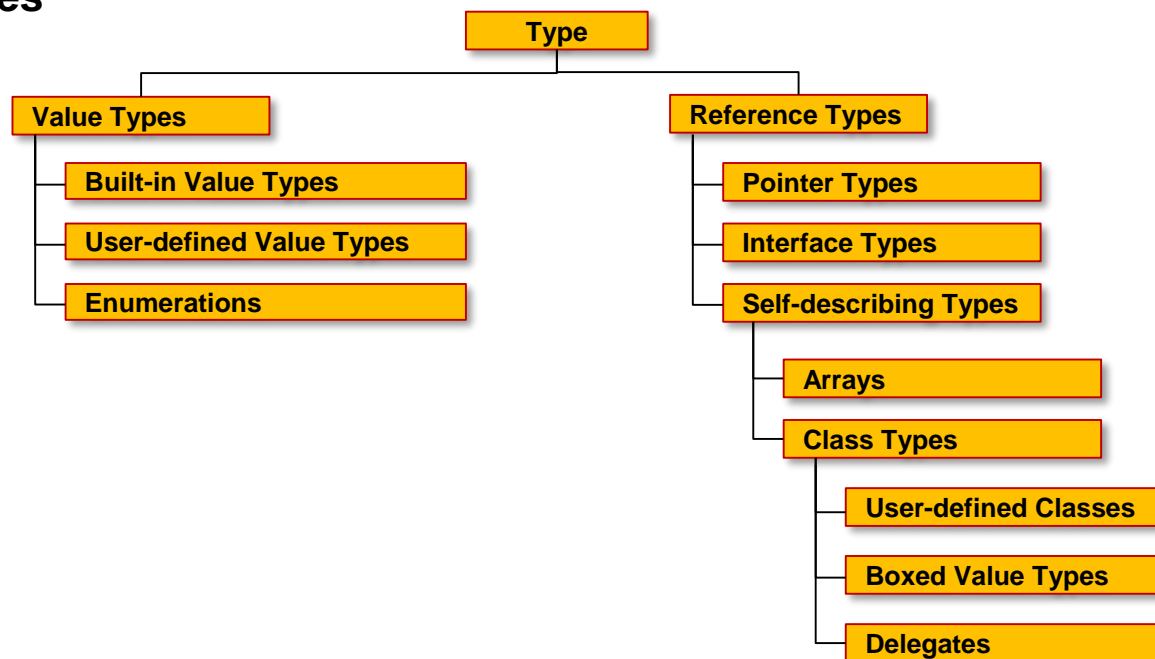 Type
Value Types
Reference Types
Built-in Value Types
Pointer Types
User-defined Value Types
Interface Types
Enumerations
Self-describing Types
Arrays
Class Types
User-defined Classes
Boxed Value Types
Delegates